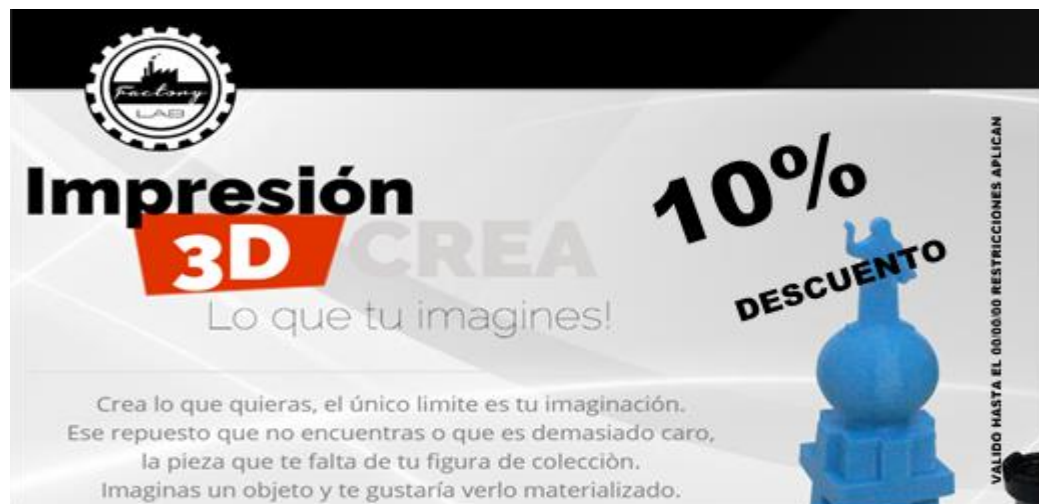 Factory
LAB
Impresión
3D
CREA
Lo que tu imagines!
10%
DESCUENTO
VALIDO HASTA EL 00/00/00 RESTRICCIONES APLICAN
Crea lo que quieras, el único limite es tu imaginación.
Ese repuesto que no encuentras o que es demasiado caro,
la pieza que te falta de tu figura de colecciòn.
Imaginas un objeto y te gustaría verlo materializado.